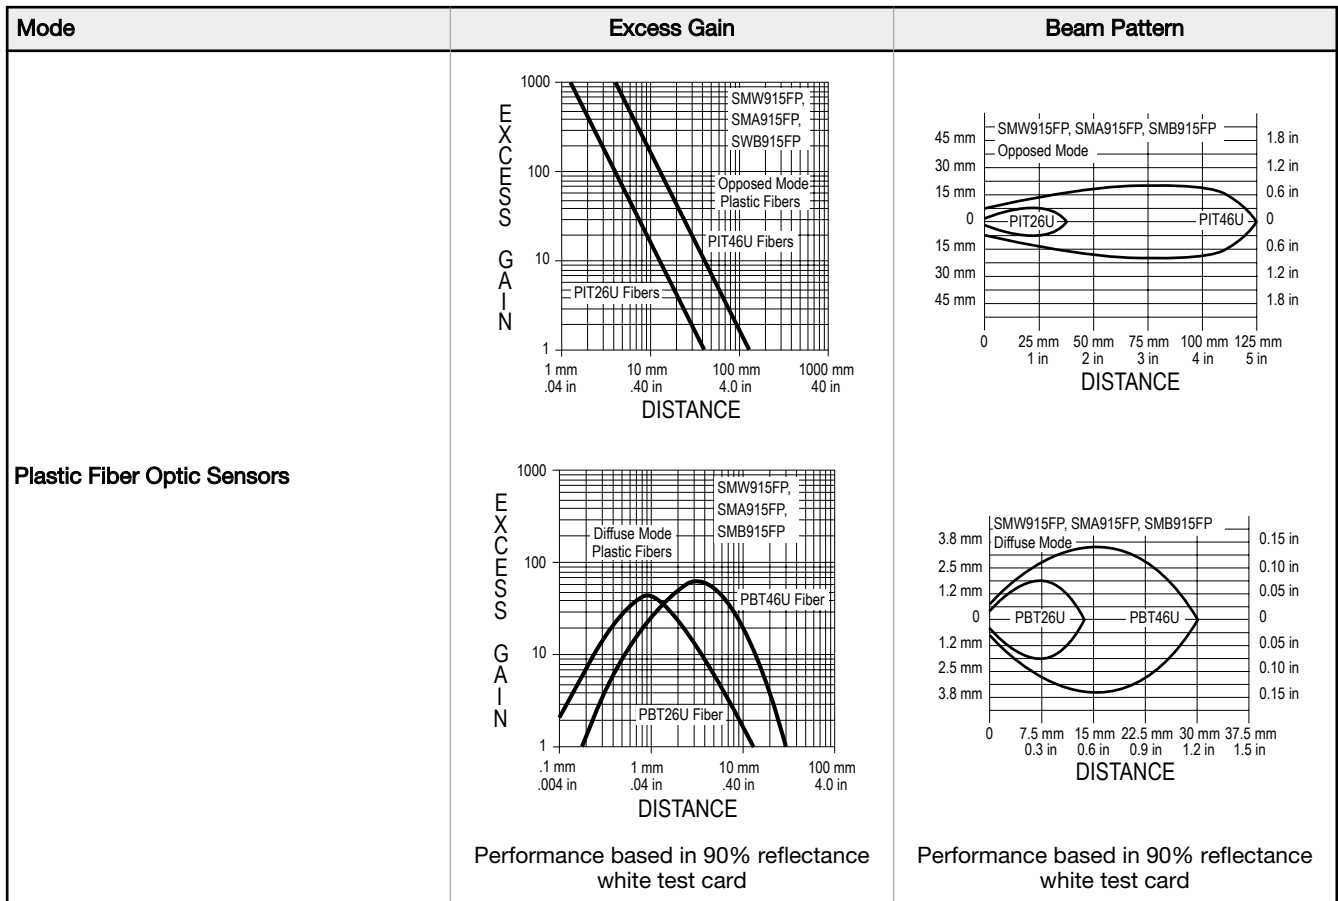 Mode
Excess Gain
Beam Pattern
Plastic Fiber Optic Sensors
EXCESS GAIN
1000
100
10
1
SMW915FP,
SMA915FP,
SWB915FP
Opposed Mode
Plastic Fibers
PIT46U Fibers
PIT26U Fibers
1 mm 10 mm 100 mm 1000 mm
.04 in .40 in 4.0 in 40 in
DISTANCE
SMW915FP, SMA915FP, SMB915FP
Opposed Mode
45 mm 1.8 in
30 mm 1.2 in
15 mm 0.6 in
0 PIT26U PIT46U 0
15 mm 0.6 in
30 mm 1.2 in
45 mm 1.8 in
0 25 mm 50 mm 75 mm 100 mm 125 mm
1 in 2 in 3 in 4 in 5 in
DISTANCE
EXCESS GAIN
1000
100
10
1
SMW915FP,
SMA915FP,
SMB915FP
Diffuse Mode
Plastic Fibers
PBT46U Fiber
PBT26U Fiber
.1 mm 1 mm 10 mm 100 mm
.004 in .04 in .40 in 4.0 in
DISTANCE
Performance based in 90% reflectance
white test card
SMW915FP, SMA915FP, SMB915FP
Diffuse Mode
3.8 mm 0.15 in
2.5 mm 0.10 in
1.2 mm 0.05 in
0 PBT26U PBT46U 0
1.2 mm 0.05 in
2.5 mm 0.10 in
3.8 mm 0.15 in
0 7.5 mm 15 mm 22.5 mm 30 mm 37.5 mm
0.3 in 0.6 in 0.9 in 1.2 in 1.5 in
DISTANCE
Performance based in 90% reflectance
white test card